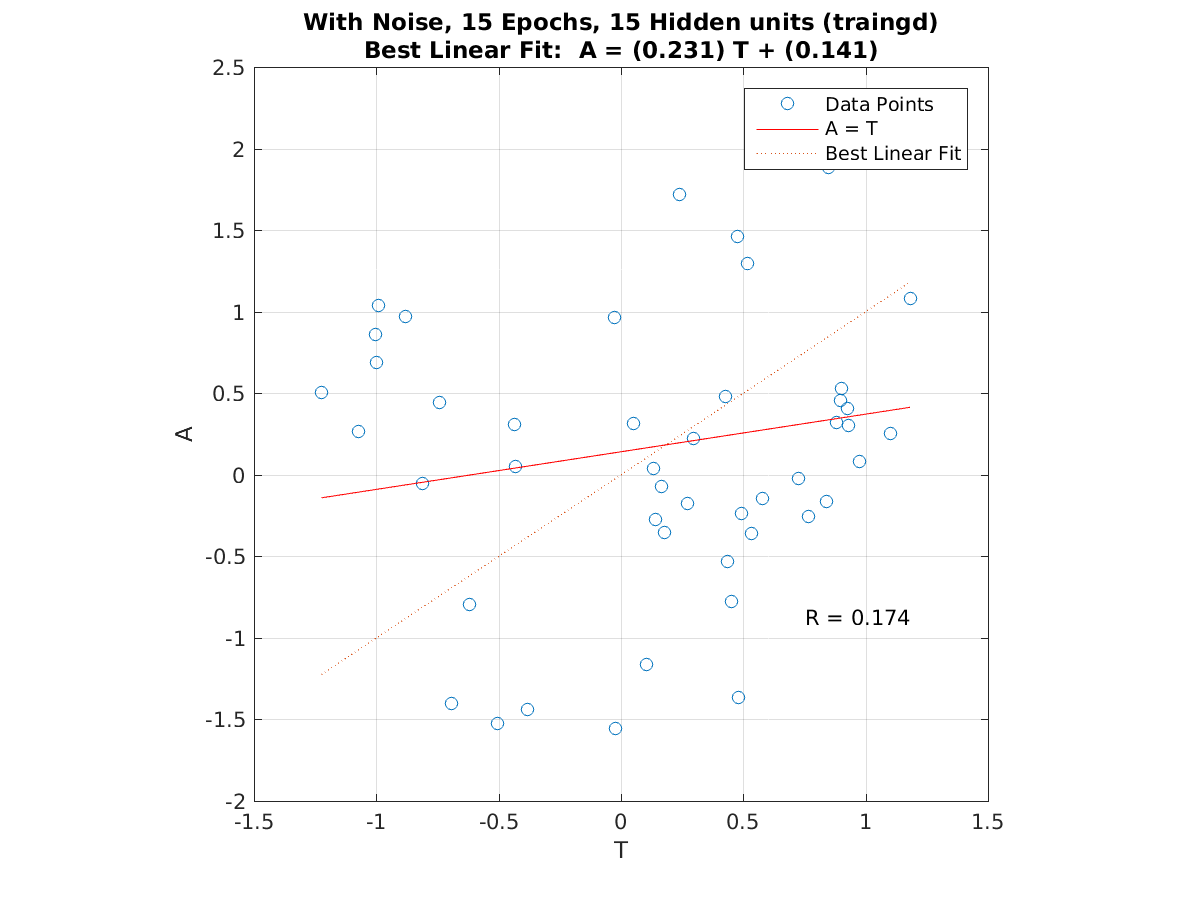 With Noise, 15 Epochs, 15 Hidden units (traingd)
Best Linear Fit:  A = (0.231) T + (0.141)
2.5
2
1.5
1
0.5
0
-0.5
-1
-1.5
-2
A
Data Points
A = T
Best Linear Fit
R = 0.174
-1.5
-1
-0.5
0
0.5
1
1.5
T